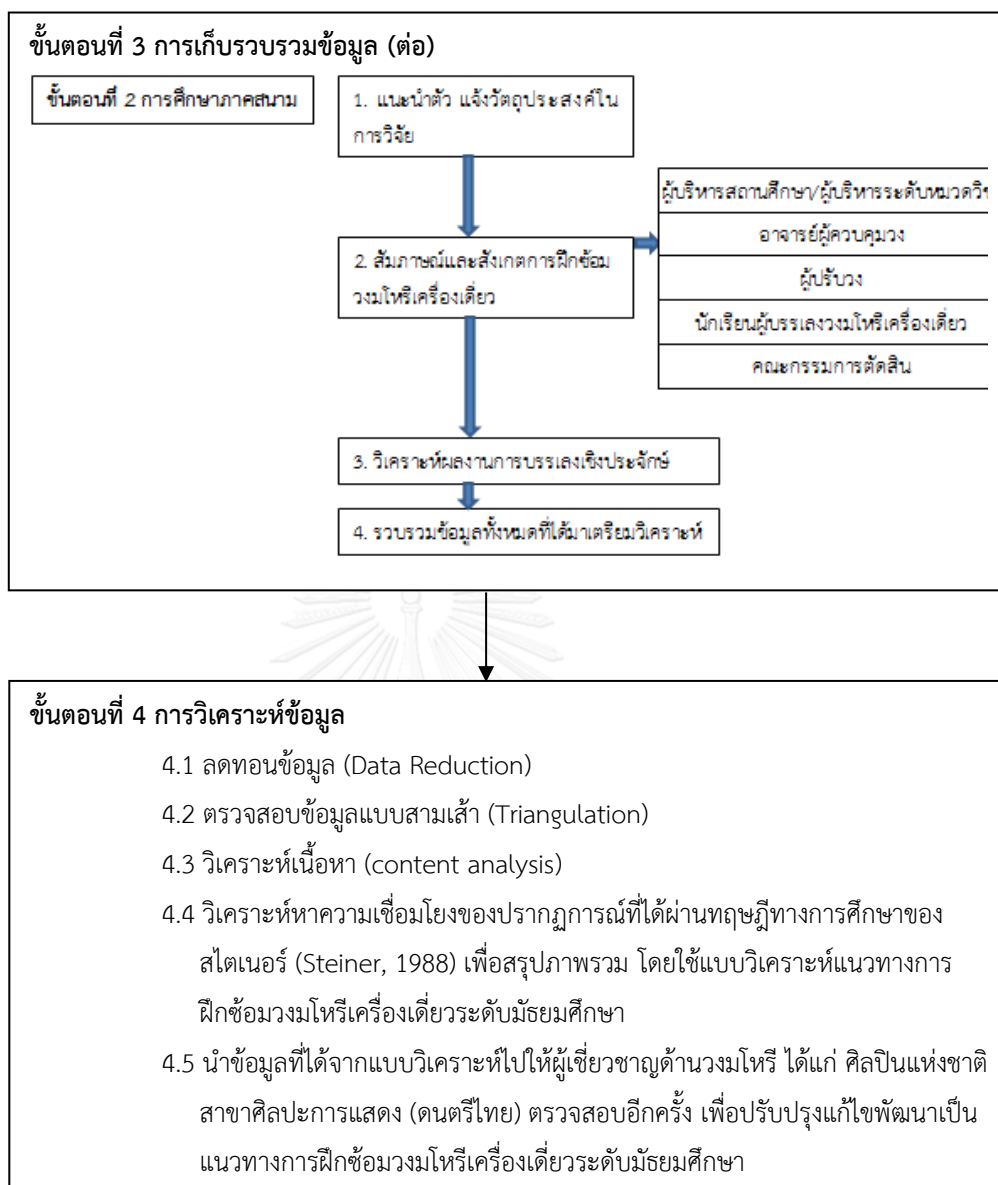 ขั้นตอนที่ 3 การเก็บรวบรวมข้อมูล (ต่อ)
ขั้นตอนที่ 2 การศึกษาภาคสนาม
1. แนะนำตัว แจ้งวัตถุประสงค์ใน
การวิจัย
2. สัมภาษณ์และสังเกตการฝึกซ้อม
วงมโหรีเครื่องเดี่ยว
ผู้บริหารสถานศึกษา/ผู้บริหารระดับหมวดวิช
อาจารย์ผู้ควบคุมวง
ผู้ปรับวง
นักเรียนผู้บรรเลงวงมโหรีเครื่องเดี่ยว
คณะกรรมการตัดสิน
3. วิเคราะห์ผลงานการบรรเลงเชิงประจักษ์
4. รวบรวมข้อมูลทั้งหมดที่ได้มาเตรียมวิเคราะห์
ขั้นตอนที่ 4 การวิเคราะห์ข้อมูล
4.1 ลดทอนข้อมูล (Data Reduction)
4.2 ตรวจสอบข้อมูลแบบสามเส้า (Triangulation)
4.3 วิเคราะห์เนื้อหา (content analysis)
4.4 วิเคราะห์หาความเชื่อมโยงของปรากฏการณ์ที่ได้ผ่านทฤษฎีทางการศึกษาของ
สไตเนอร์ (Steiner, 1988) เพื่อสรุปภาพรวม โดยใช้แบบวิเคราะห์แนวทางการ
ฝึกซ้อมวงมโหรีเครื่องเดี่ยวระดับมัธยมศึกษา
4.5 นำข้อมูลที่ได้จากแบบวิเคราะห์ไปให้ผู้เชี่ยวชาญด้านวงมโหรี ได้แก่ ศิลปินแห่งชาติ
สาขาศิลปะการแสดง (ดนตรีไทย) ตรวจสอบอีกครั้ง เพื่อปรับปรุงแก้ไขพัฒนาเป็น
แนวทางการฝึกซ้อมวงมโหรีเครื่องเดี่ยวระดับมัธยมศึกษา